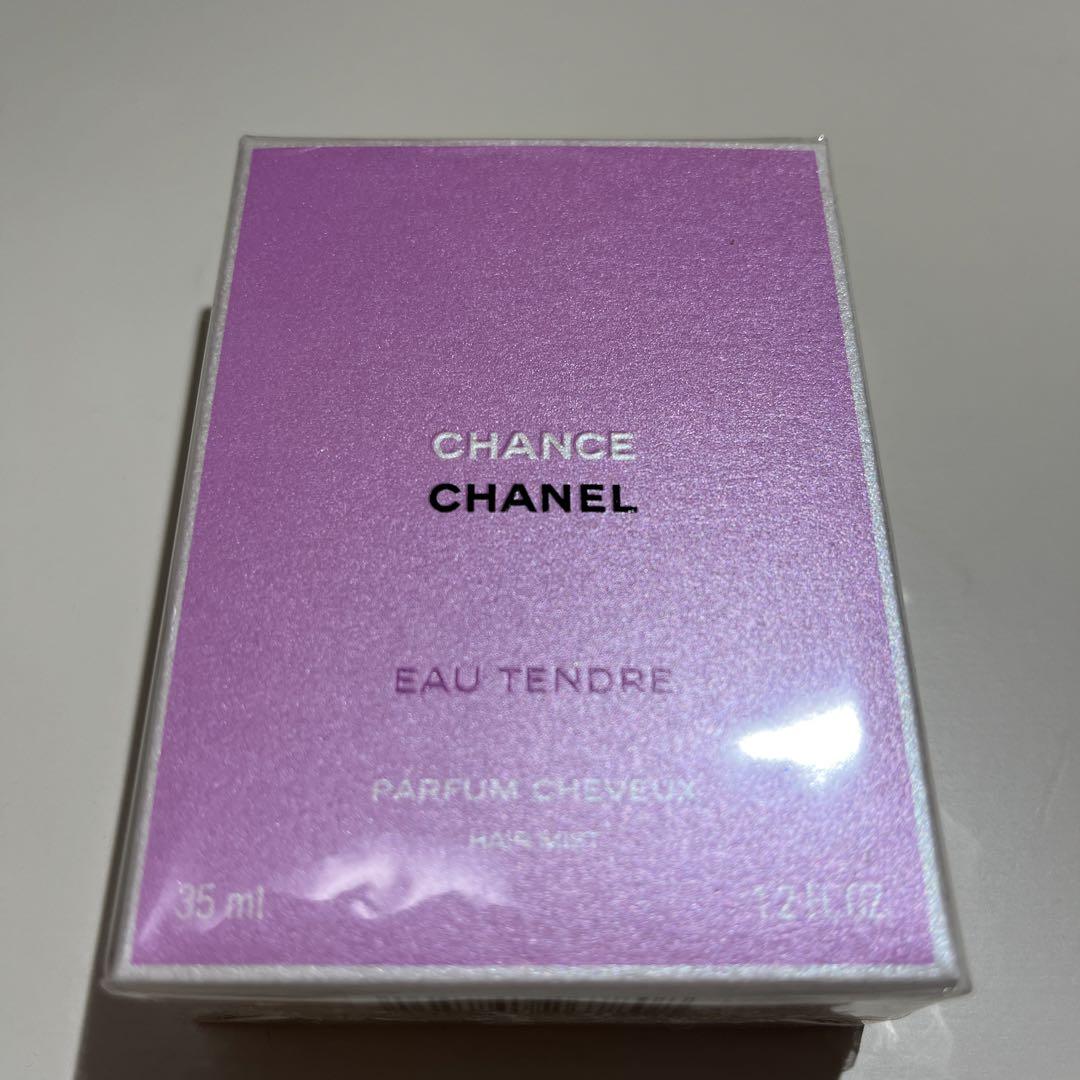 CHANCE
CHANEL
EAU TENDRE
PARFUM CHEVEUX
HAIR MIST
35 ml 1.2 FL. OZ.